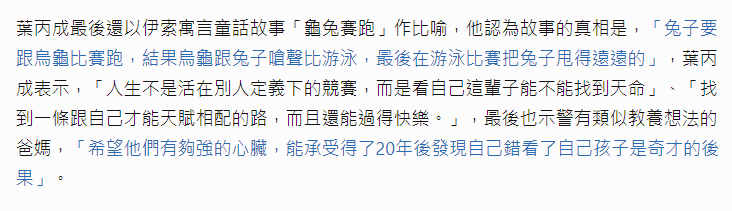 葉丙成最後還以伊索寓言童話故事「龜兔賽跑」作比喻，他認為故事的真相是，「兔子要
跟烏龜比賽跑，結果烏龜跟兔子嗆聲比游泳，最後在游泳比賽把兔子甩得遠遠的」，葉丙
成表示，「人生不是活在別人定義下的競賽，而是看自己這輩子能不能找到天命」、「找
到一條跟自己才能天賦相配的路，而且還能過得快樂。」，最後也示警有類似教養想法的
爸媽，「希望他們有夠強的心臟，能承受得了20年後發現自己錯看了自己孩子是奇才的後
果」。